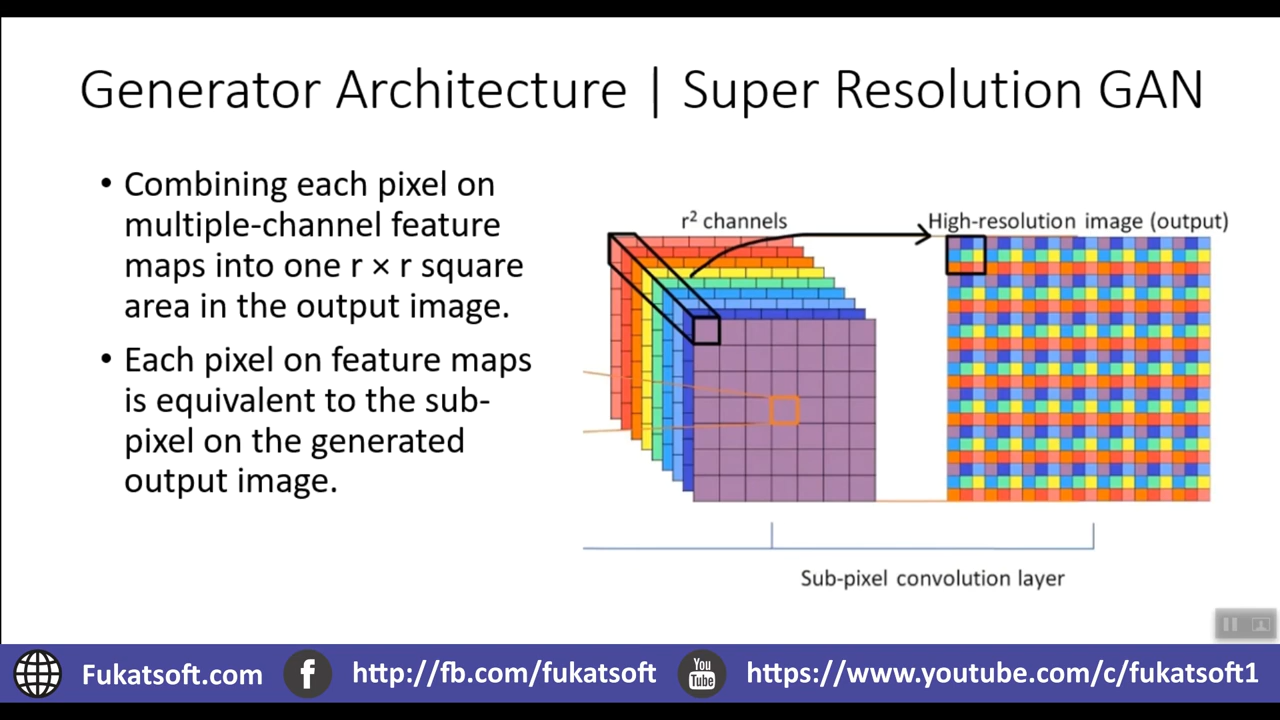 Generator Architecture | Super Resolution GAN
• Combining each pixel on
multiple-channel feature
maps into one r × r square
area in the output image.
• Each pixel on feature maps
is equivalent to the sub-
pixel on the generated
output image.
r² channels
High-resolution image (output)
Sub-pixel convolution layer
Fukatsoft.com
http://fb.com/fukatsoft
You
Tube
https://www.youtube.com/c/fukatsoft1